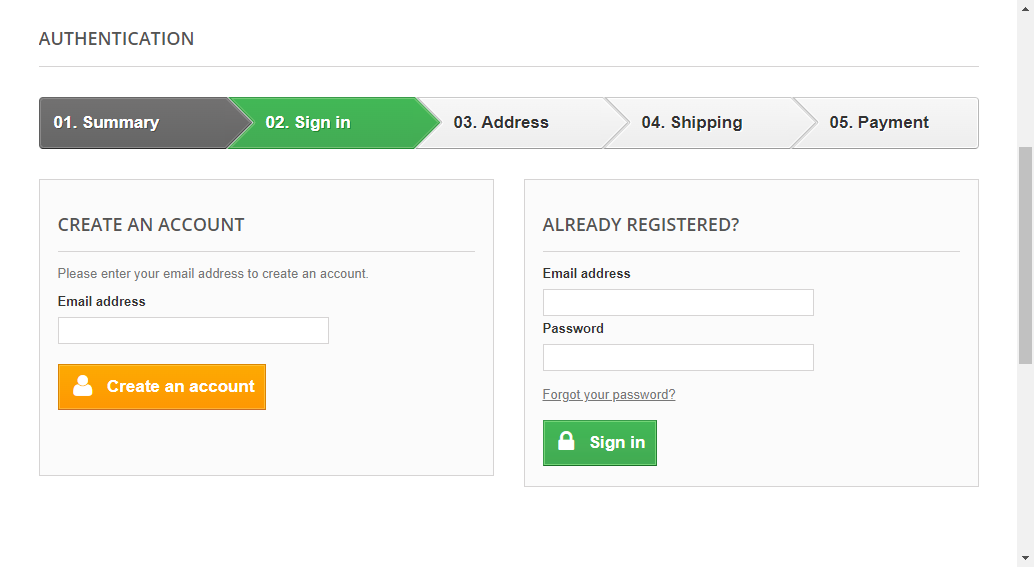 AUTHENTICATION
01. Summary
02. Sign in
03. Address
04. Shipping
05. Payment
CREATE AN ACCOUNT
Please enter your email address to create an account.
Email address
Create an account
ALREADY REGISTERED?
Email address
Password
Forgot your password?
Sign in